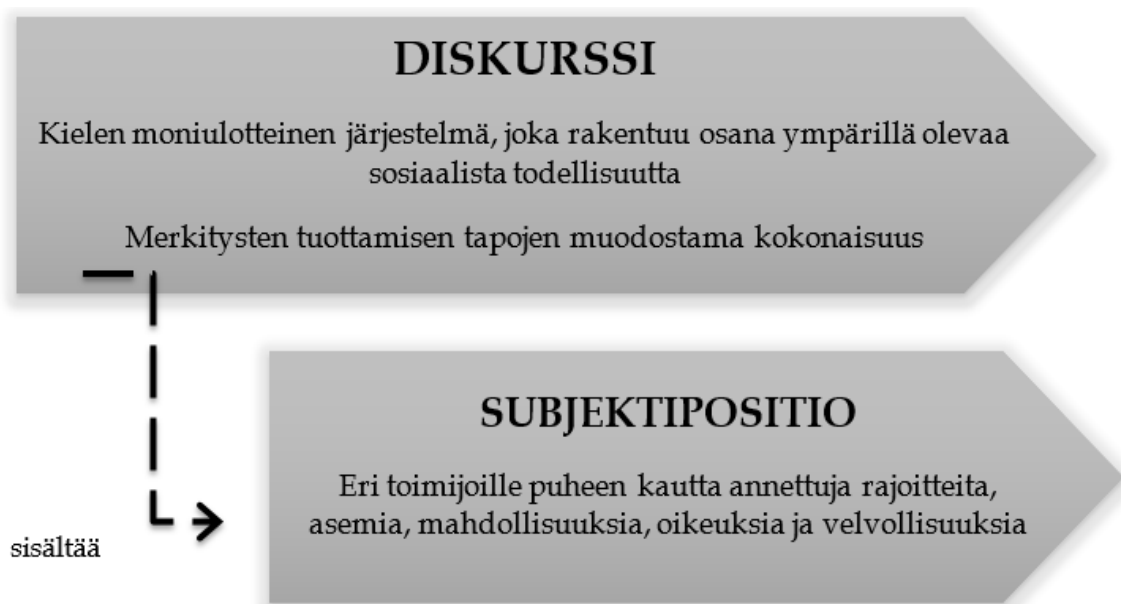 DISKURSSI
Kielen moniulotteinen järjestelmä, joka rakentuu osana ympärillä olevaa
sosiaalista todellisuutta
Merkitysten tuottamisen tapojen muodostama kokonaisuus
SUBJEKTIPOSITIO
Eri toimijoille puheen kautta annettuja rajoitteita,
asemia, mahdollisuuksia, oikeuksia ja velvollisuuksia
sisältää